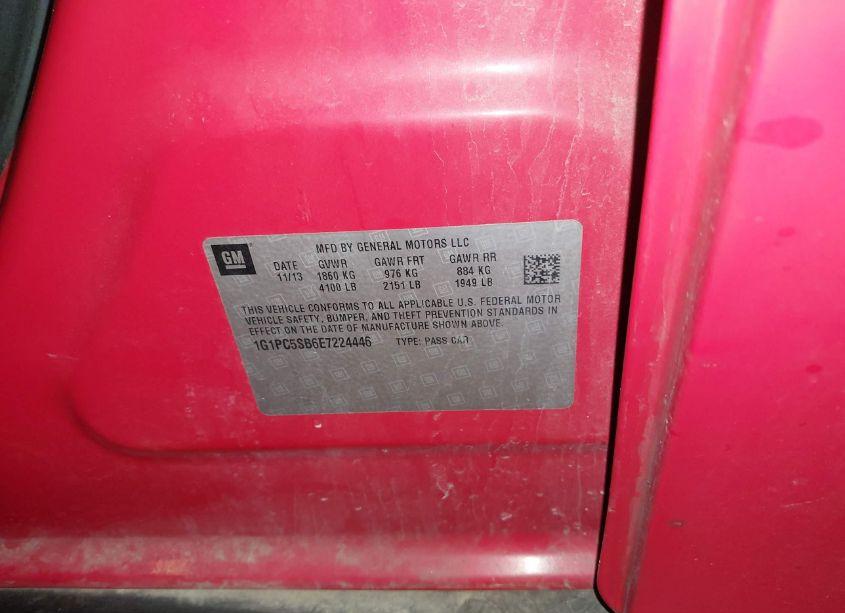 GM
MFD BY GENERAL MOTORS LLC
DATE GVWR GAWR FRT GAWR RR
11/13 1860 KG 976 KG 884 KG
4100 LB 2151 LB 1949 LB
THIS VEHICLE CONFORMS TO ALL APPLICABLE U.S. FEDERAL MOTOR
VEHICLE SAFETY, BUMPER, AND THEFT PREVENTION STANDARDS IN
EFFECT ON THE DATE OF MANUFACTURE SHOWN ABOVE.
1G1PC5SB6E7224446 TYPE: PASS CAR